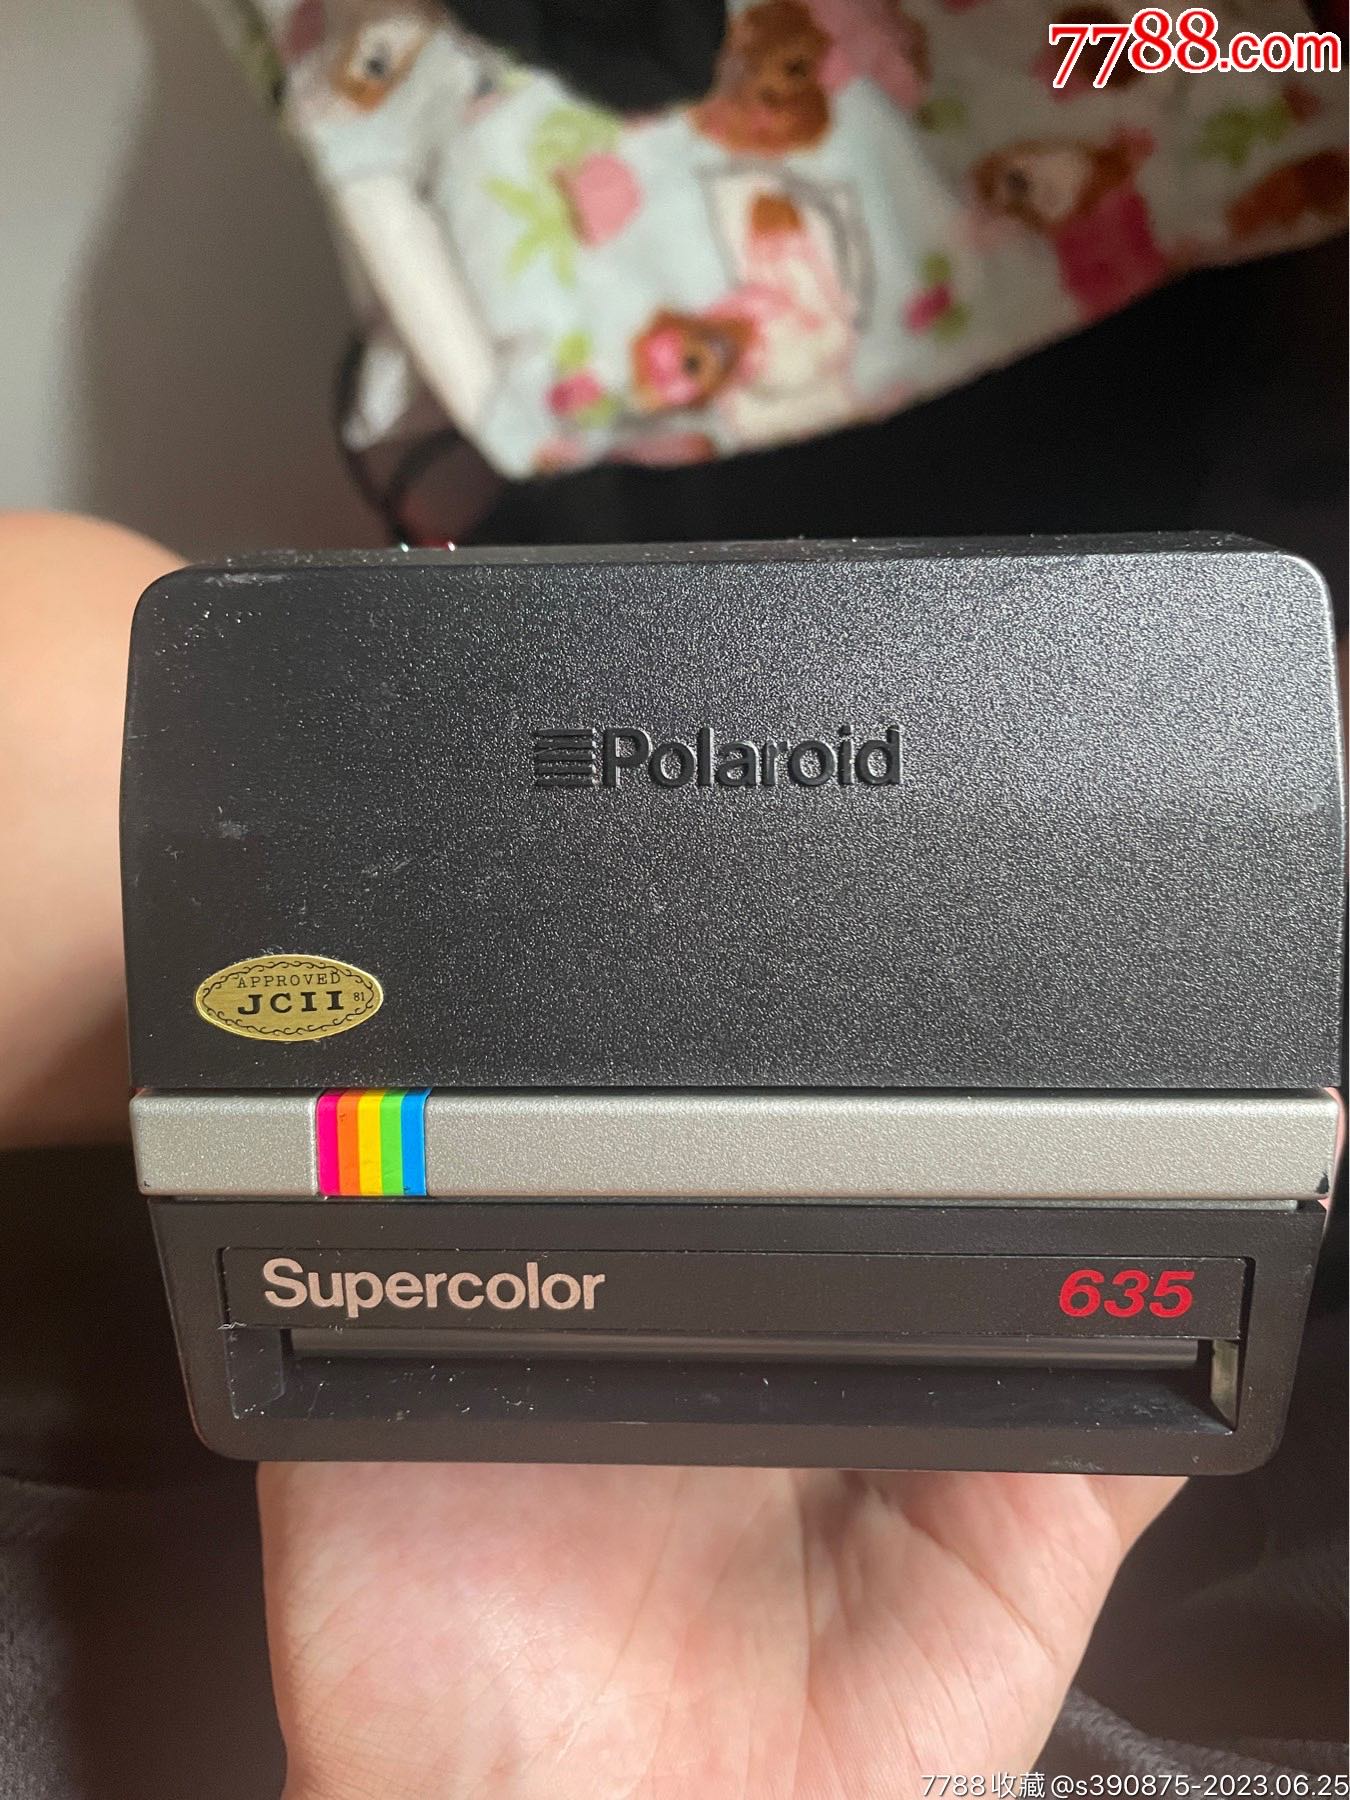 7788.com
Polaroid
APPROVED
JCII 81
Supercolor 635
7788收藏@s390875-2023.06.25